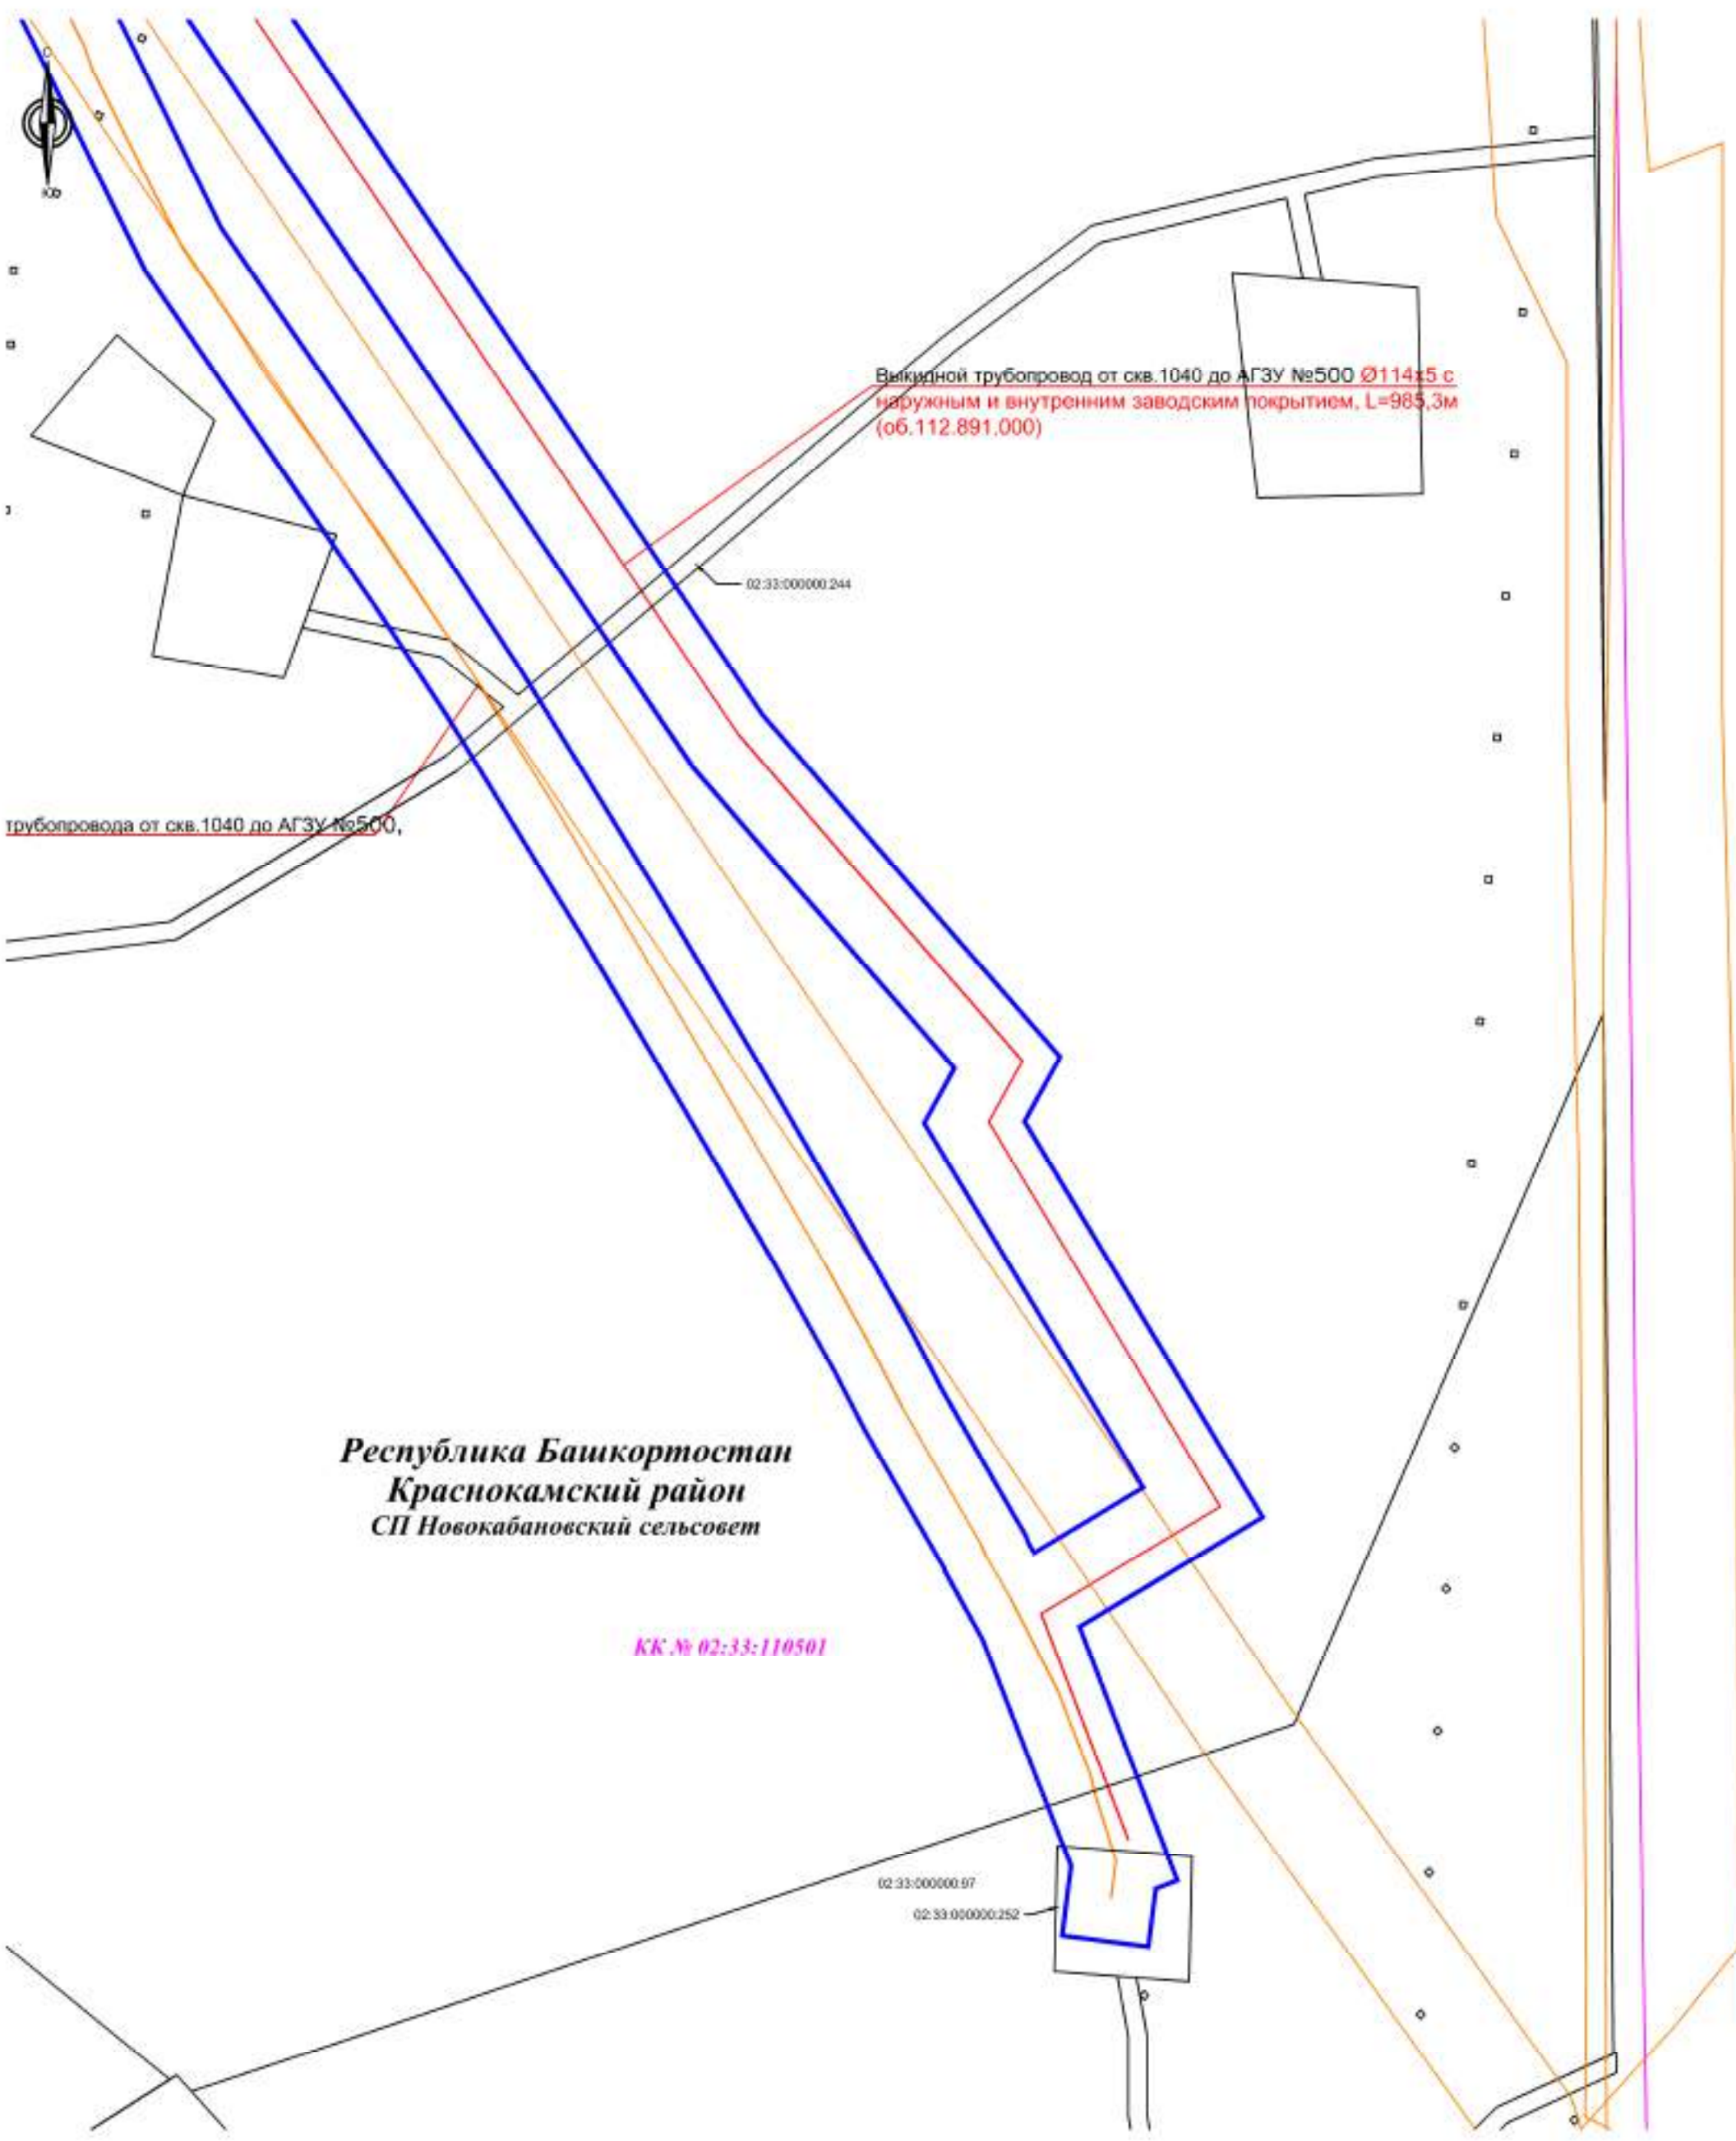 С
Ю
Выкидной трубопровод от скв.1040 до АГЗУ №500 Ø114х5 с
наружным и внутренним заводским покрытием, L=985,3м
(об.112.891.000)
02:33:000000:244
трубопровода от скв.1040 до АГЗУ №500,
Республика Башкортостан
Краснокамский район
СП Новокабановский сельсовет
КК № 02:33:110501
02:33:000000:97
02:33:000000:252